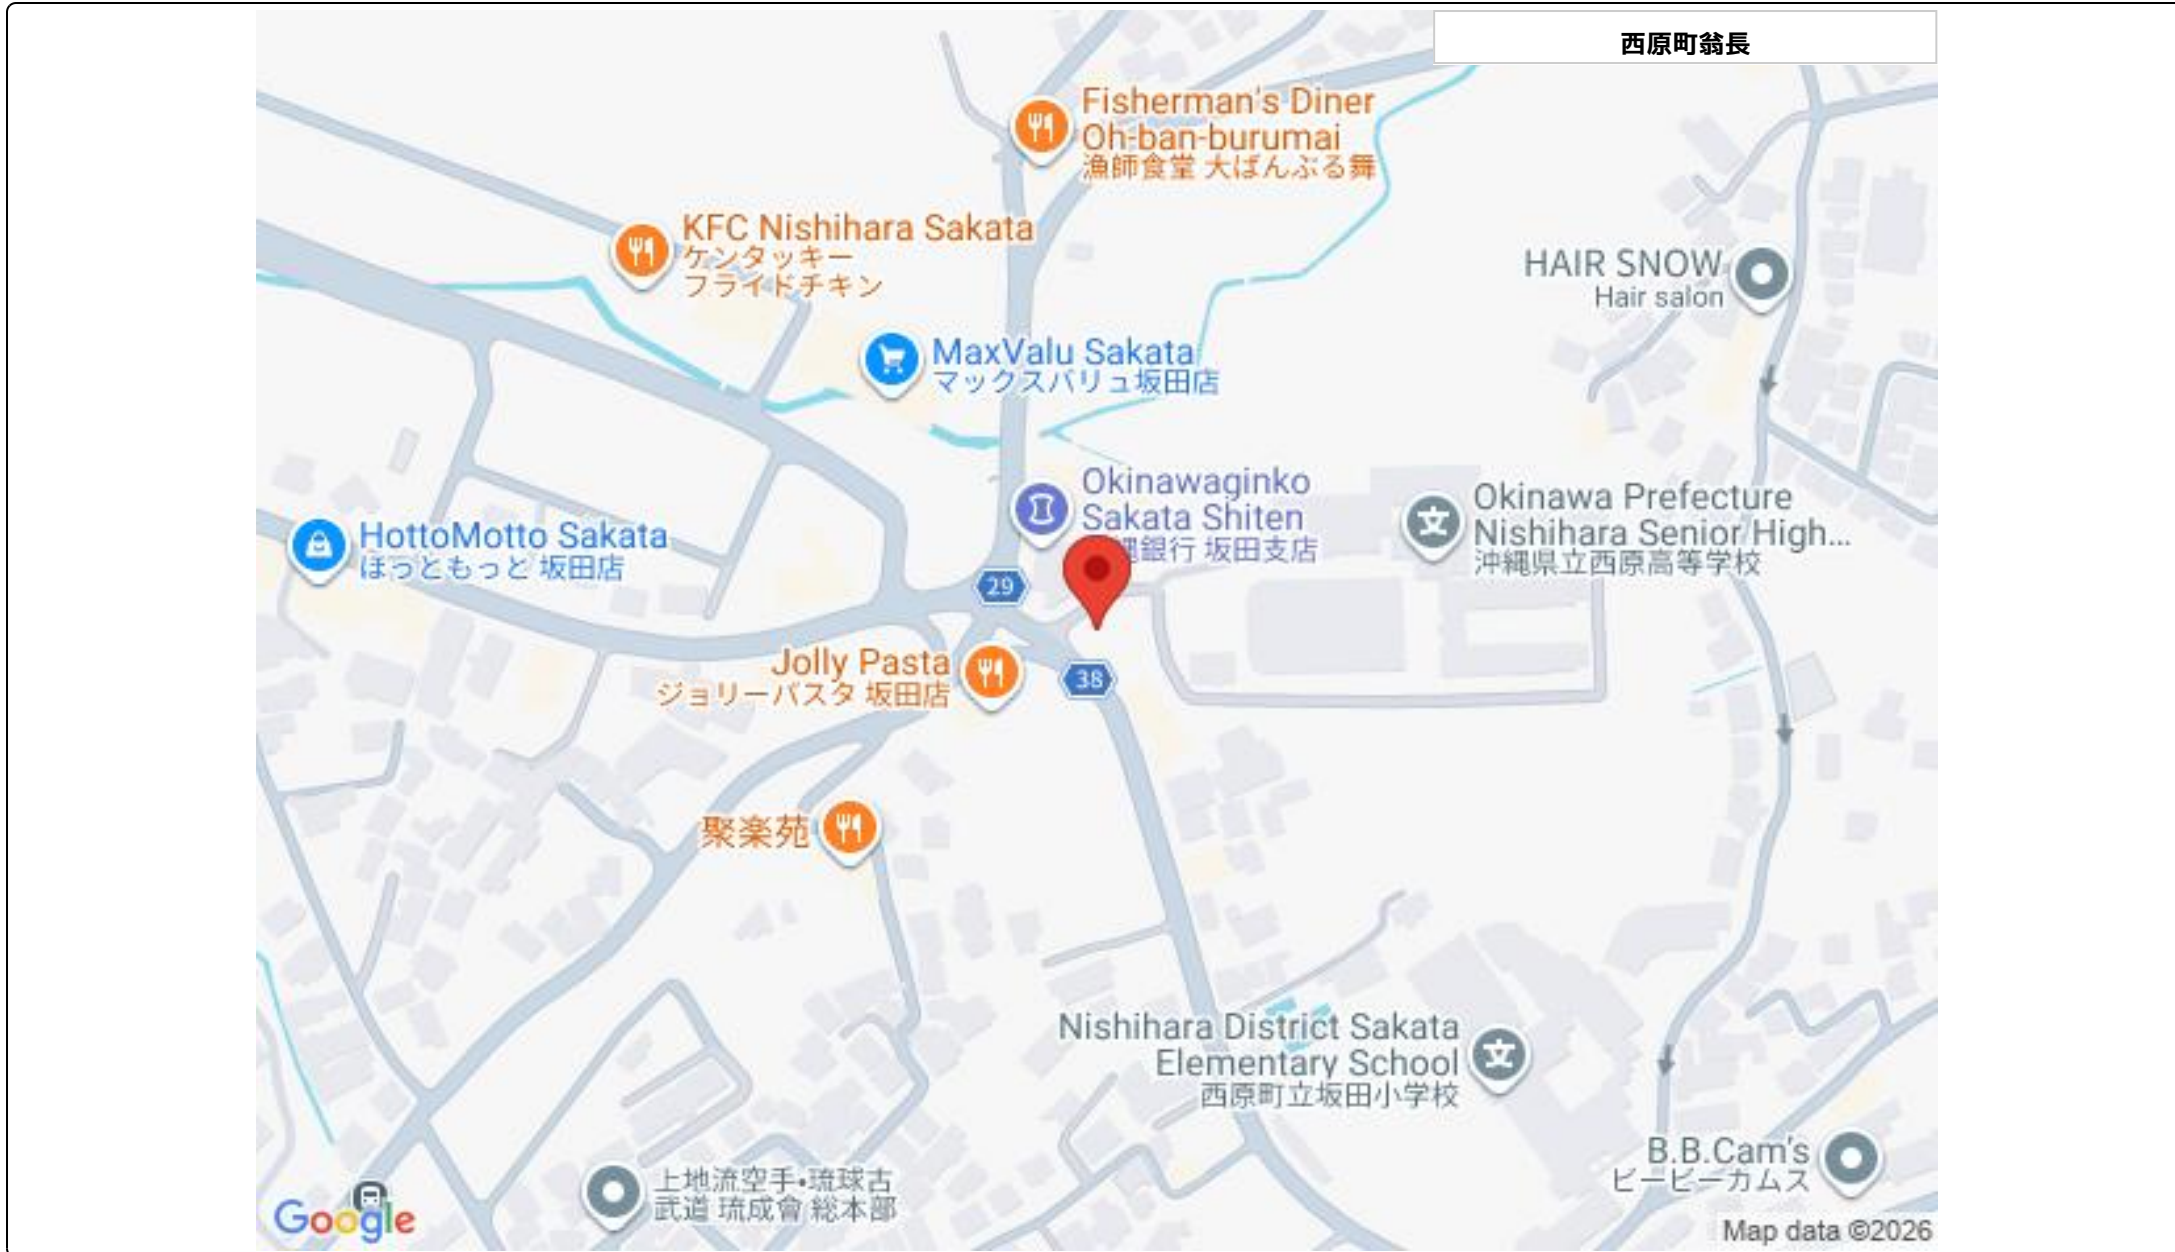 西原町翁長
Fisherman's Diner
Oh-ban-burumai
漁師食堂 大ばんぶる舞
KFC Nishihara Sakata
ケンタッキー
フライドチキン
HAIR SNOW
Hair salon
MaxValu Sakata
マックスバリュ坂田店
Okinawaginko
Sakata Shiten
縄銀行 坂田支店
Okinawa Prefecture
Nishihara Senior High...
沖縄県立西原高等学校
HottoMotto Sakata
ほっともっと 坂田店
29
Jolly Pasta
ジョリーパスタ 坂田店
38
聚楽苑
Nishihara District Sakata
Elementary School
西原町立坂田小学校
B.B.Cam's
ビービーカムス
上地流空手•琉球古
武道 琉成會 総本部
Google
Map data ©2026